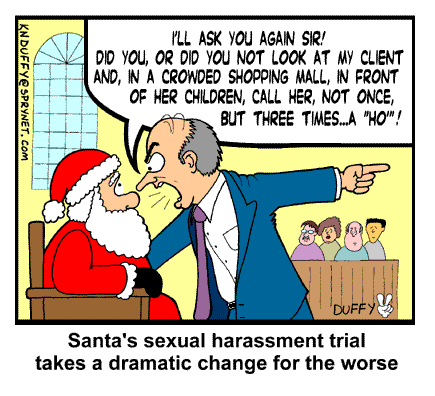 KNDUFFY@SPRYNET.COM
I'LL ASK YOU AGAIN SIR!
DID YOU, OR DID YOU NOT LOOK AT MY CLIENT
AND, IN A CROWDED SHOPPING MALL, IN FRONT
OF HER CHILDREN, CALL HER, NOT ONCE,
BUT THREE TIMES...A "HO"'!
DUFFY
Santa's sexual harassment trial
takes a dramatic change for the worse